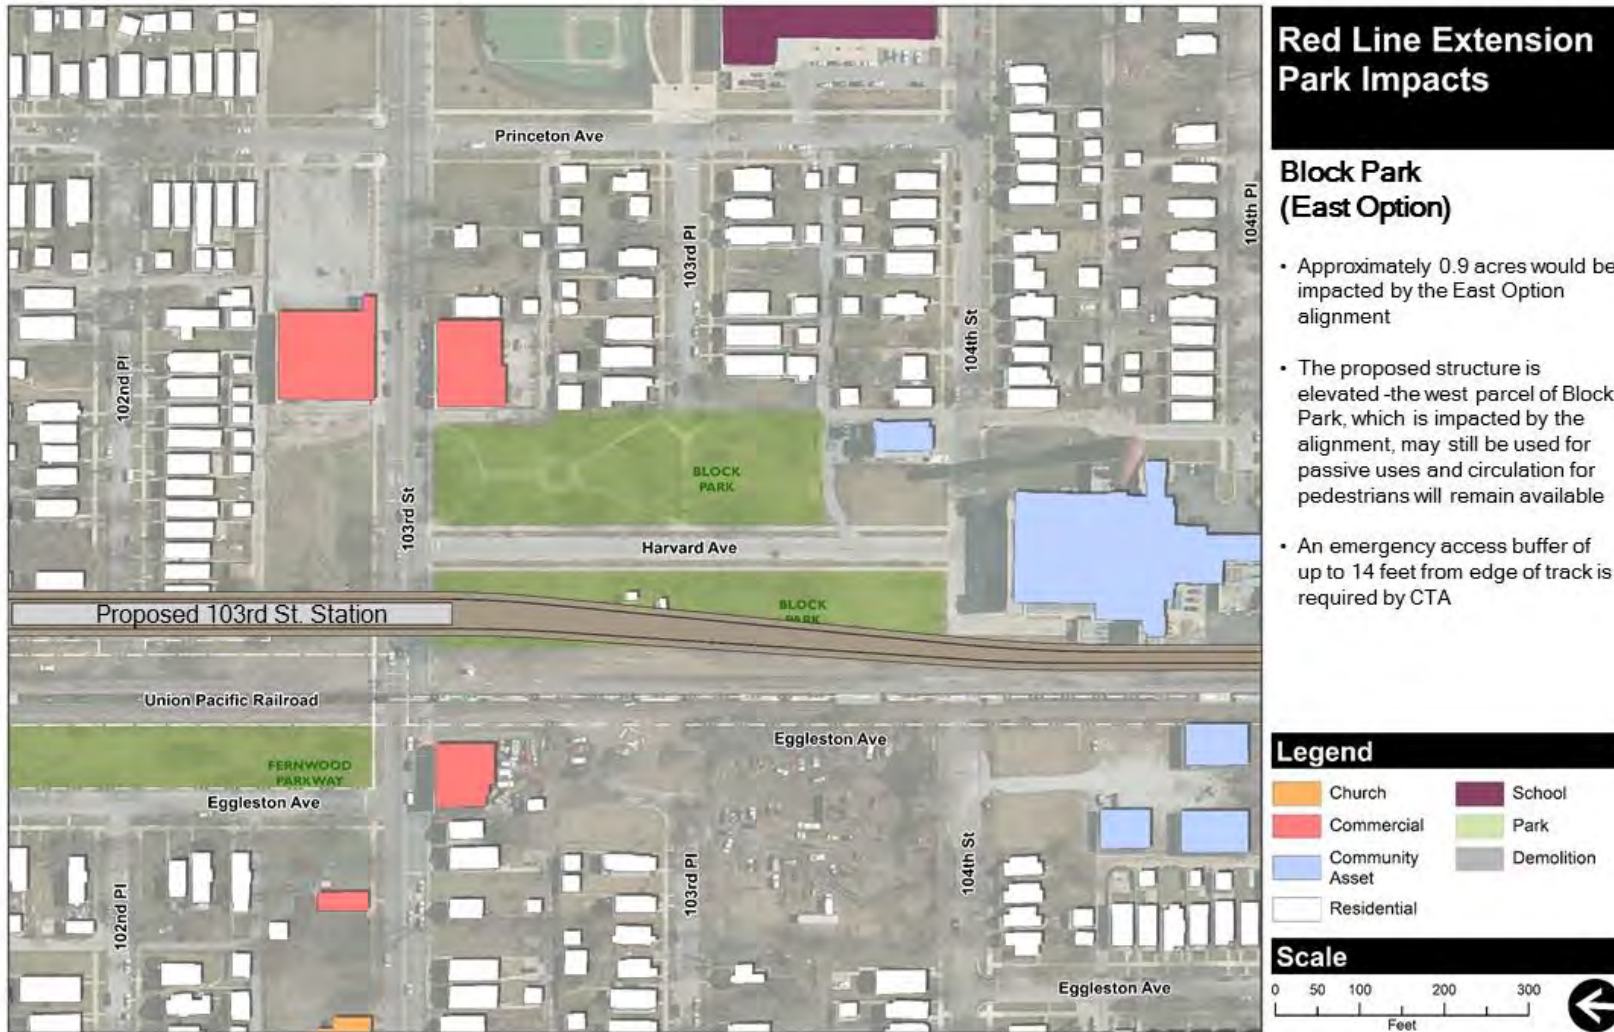 Red Line Extension
Park Impacts
Block Park
(East Option)
• Approximately 0.9 acres would be
impacted by the East Option
alignment
• The proposed structure is
elevated -the west parcel of Block
Park, which is impacted by the
alignment, may still be used for
passive uses and circulation for
pedestrians will remain available
• An emergency access buffer of
up to 14 feet from edge of track is
required by CTA
Legend
Church
Commercial
Community
Asset
Residential
School
Park
Demolition
Scale
0 50 100 200 300
Feet
Princeton Ave
103rd Pl
104th Pl
102nd Pl
104th St
103rd St
BLOCK
PARK
Harvard Ave
Proposed 103rd St. Station
BLOCK
PARK
Union Pacific Railroad
Eggleston Ave
FERNWOOD
PARKWAY
Eggleston Ave
102nd Pl
103rd Pl
104th St
Eggleston Ave